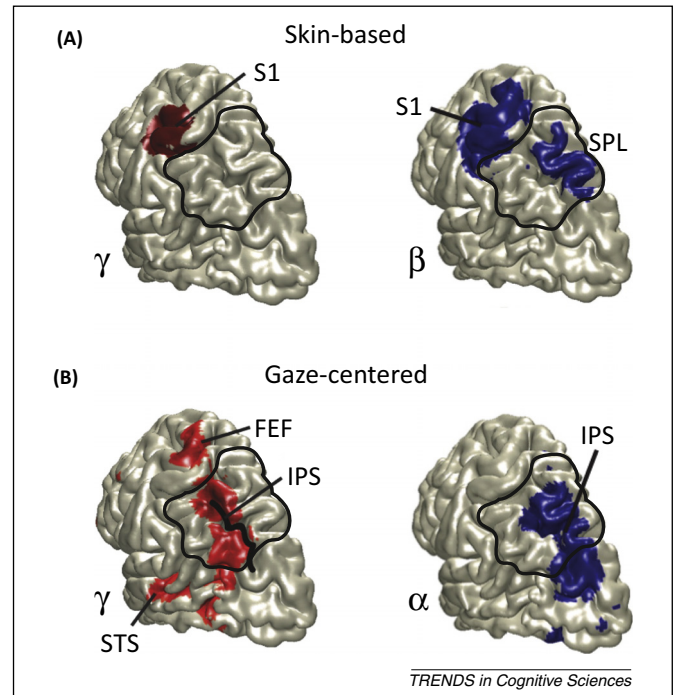 (A)
Skin-based
S1
γ
S1
SPL
β
(B)
Gaze-centered
FEF
IPS
γ
STS
IPS
α
TRENDS in Cognitive Sciences